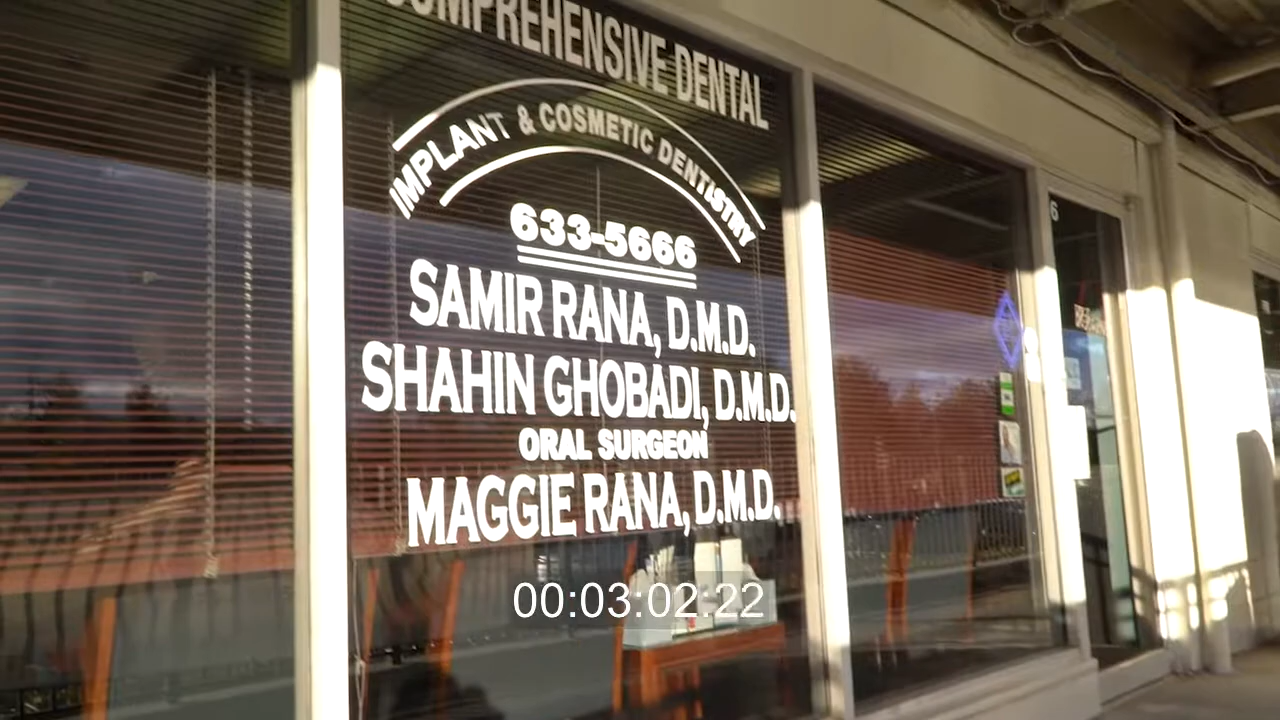 COMPREHENSIVE DENTAL
IMPLANT & COSMETIC DENTISTRY
633-5666
SAMIR RANA, D.M.D.
SHAHIN GHOBADI, D.M.D.
ORAL SURGEON
MAGGIE RANA, D.M.D.
6
00:03:02:22